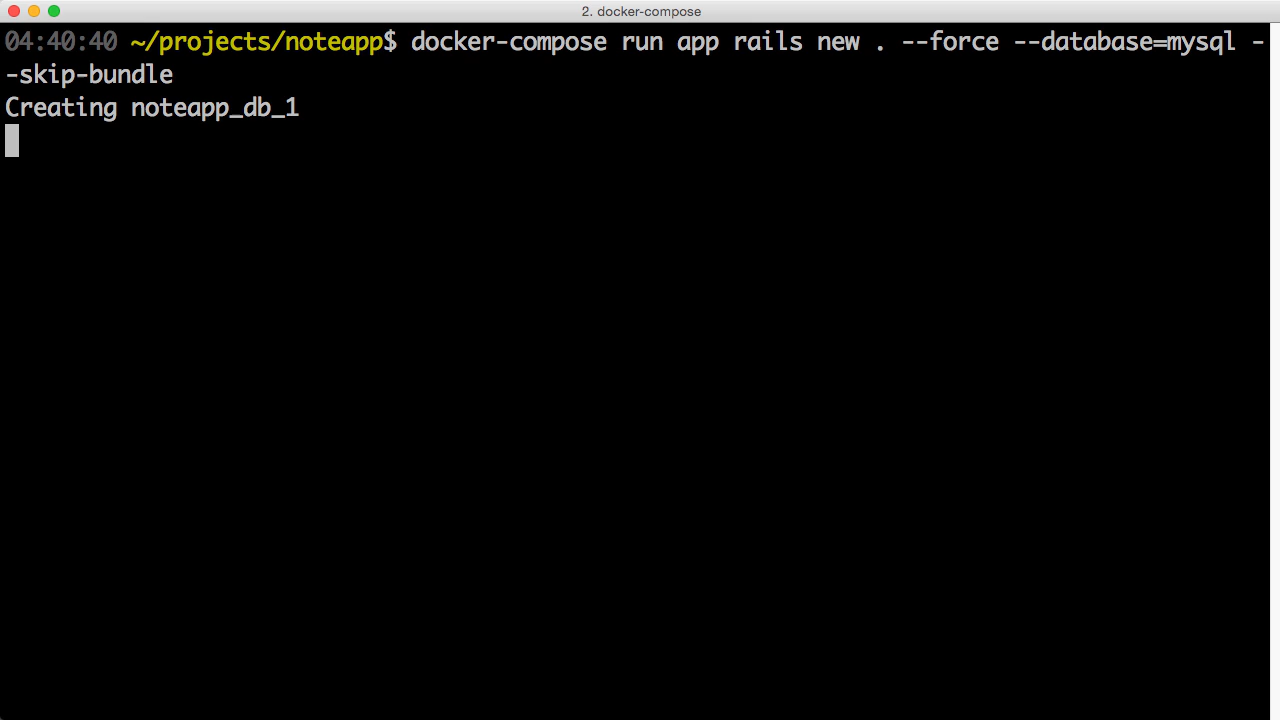 2. docker-compose
04:40:40 ~/projects/noteapp$ docker-compose run app rails new . --force --database=mysql -
-skip-bundle
Creating noteapp_db_1